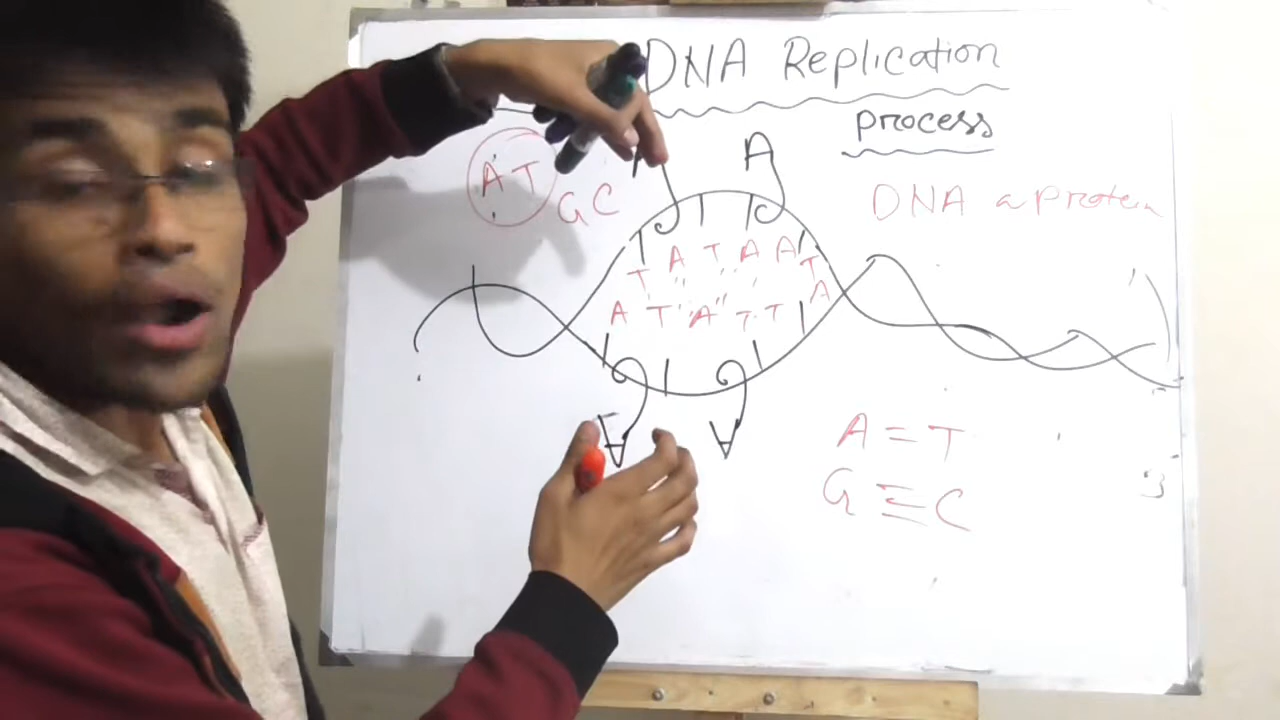 DNA Replication
process
A T
G C
A
DNA a protein
T A T A A T
A T A T T A
A = T
G ≡ C
A A